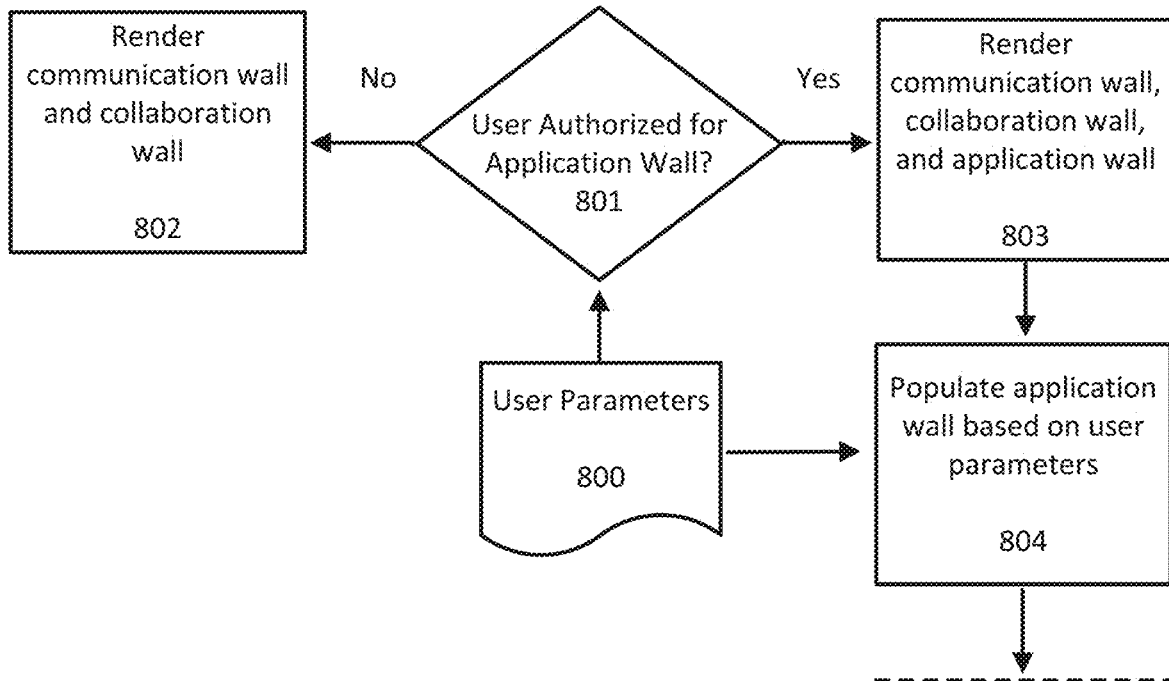 Render
communication wall
and collaboration
wall
802
No
User Authorized for
Application Wall?
801
Yes
Render
communication wall,
collaboration wall,
and application wall
803
User Parameters
800
Populate application
wall based on user
parameters
804